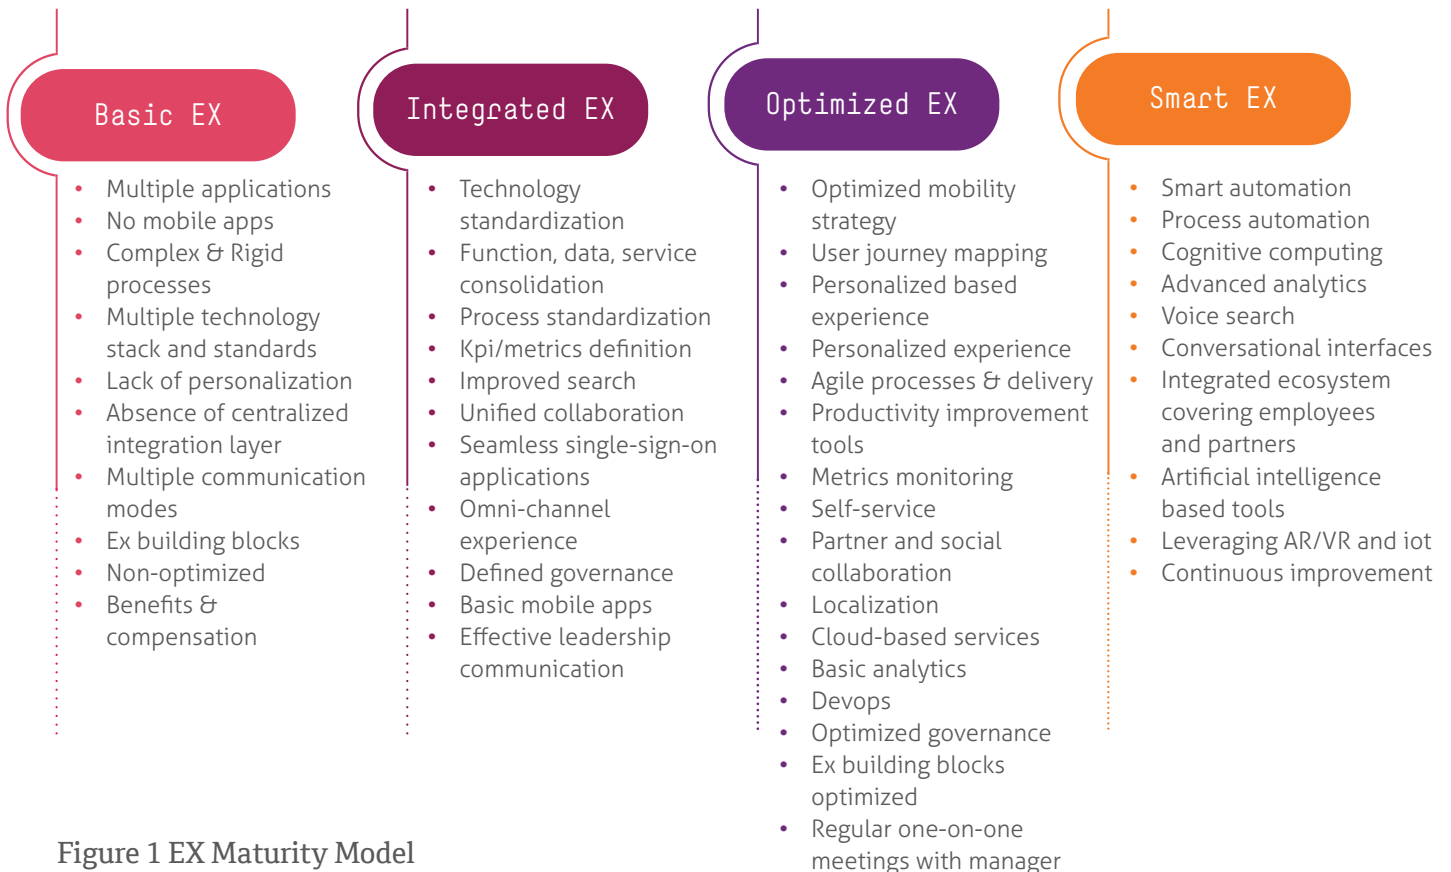 Basic EX
• Multiple applications
• No mobile apps
• Complex & Rigid
processes
• Multiple technology
stack and standards
• Lack of personalization
• Absence of centralized
integration layer
• Multiple communication
modes
• Ex building blocks
• Non-optimized
• Benefits &
compensation
Integrated EX
• Technology
standardization
• Function, data, service
consolidation
• Process standardization
• Kpi/metrics definition
• Improved search
• Unified collaboration
• Seamless single-sign-on
applications
• Omni-channel
experience
• Defined governance
• Basic mobile apps
• Effective leadership
communication
Optimized EX
• Optimized mobility
strategy
• User journey mapping
• Personalized based
experience
• Personalized experience
• Agile processes & delivery
• Productivity improvement
tools
• Metrics monitoring
• Self-service
• Partner and social
collaboration
• Localization
• Cloud-based services
• Basic analytics
• Devops
• Optimized governance
• Ex building blocks
optimized
• Regular one-on-one
meetings with manager
Smart EX
• Smart automation
• Process automation
• Cognitive computing
• Advanced analytics
• Voice search
• Conversational interfaces
• Integrated ecosystem
covering employees
and partners
• Artificial intelligence
based tools
• Leveraging AR/VR and iot
• Continuous improvement
Figure 1 EX Maturity Model